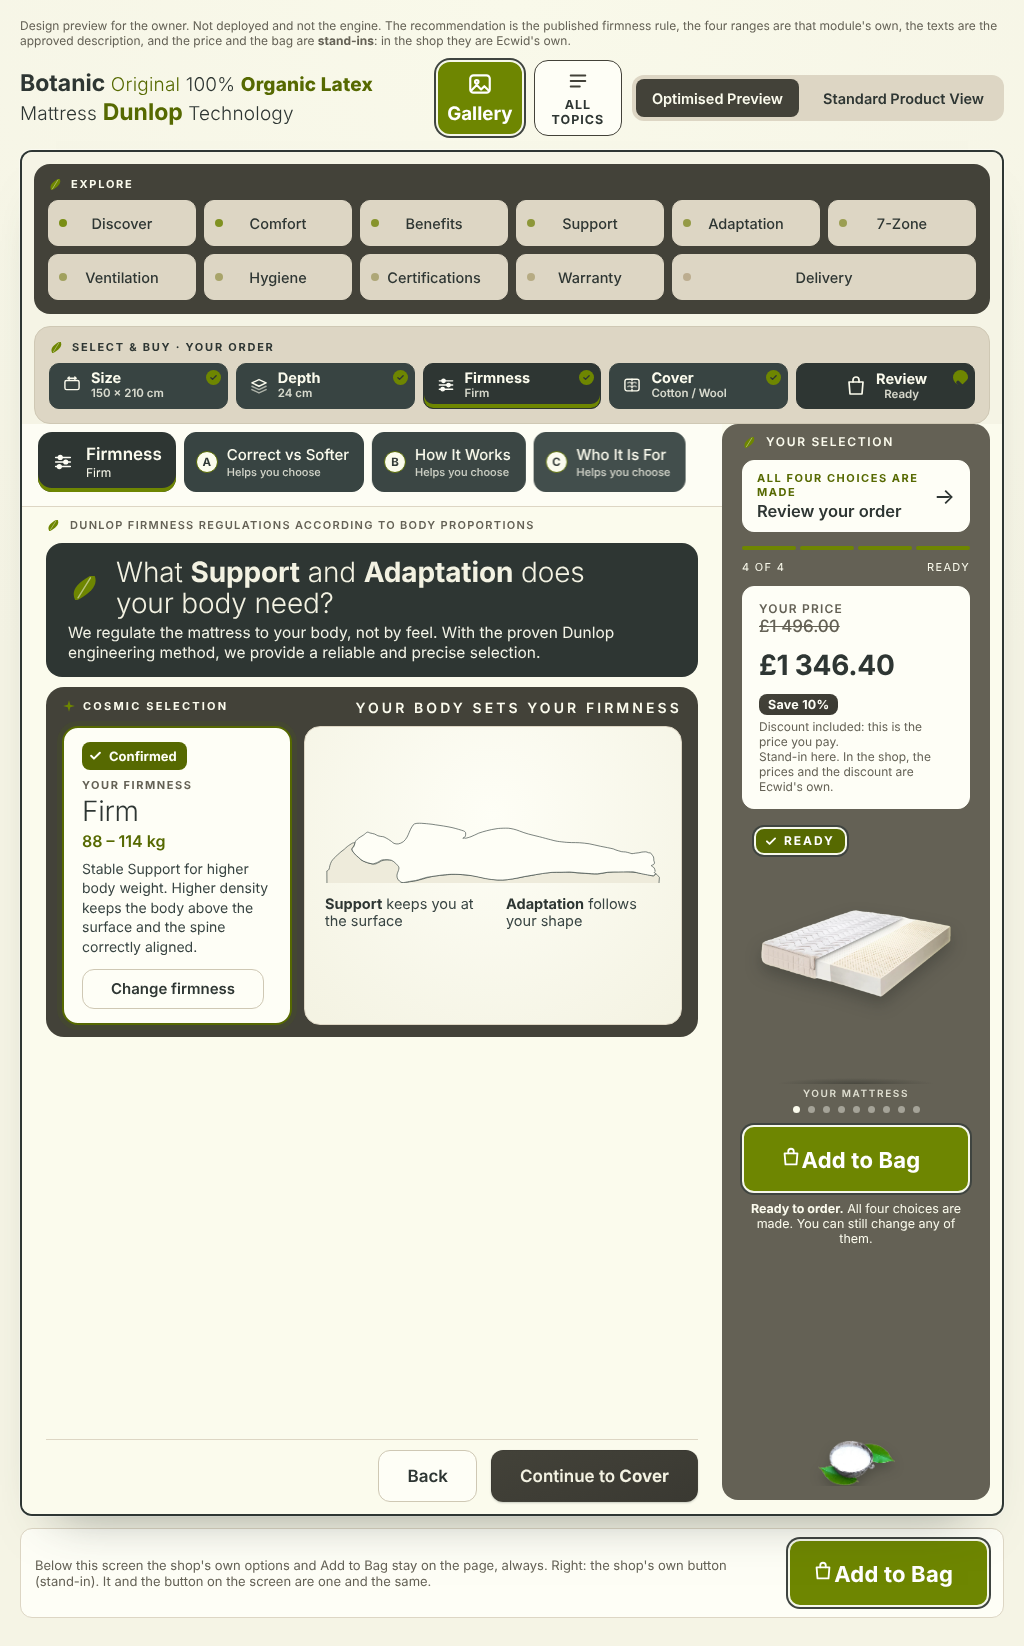 Design preview for the owner. Not deployed and not the engine. The recommendation is the published firmness rule, the four ranges are that module's own, the texts are the
approved description, and the price and the bag are stand-ins: in the shop they are Ecwid's own.
Botanic Original 100% Organic Latex
Mattress Dunlop Technology
Gallery
ALL
TOPICS
Optimised Preview
Standard Product View
EXPLORE
Discover
Comfort
Benefits
Support
Adaptation
7-Zone
Ventilation
Hygiene
Certifications
Warranty
Delivery
SELECT & BUY · YOUR ORDER
Size
150 × 210 cm
Depth
24 cm
Firmness
Firm
Cover
Cotton / Wool
Review
Ready
Firmness
Firm
A
Correct vs Softer
Helps you choose
B
How It Works
Helps you choose
C
Who It Is For
Helps you choose
DUNLOP FIRMNESS REGULATIONS ACCORDING TO BODY PROPORTIONS
What Support and Adaptation does
your body need?
We regulate the mattress to your body, not by feel. With the proven Dunlop
engineering method, we provide a reliable and precise selection.
COSMIC SELECTION
YOUR BODY SETS YOUR FIRMNESS
Confirmed
YOUR FIRMNESS
Firm
88 – 114 kg
Stable Support for higher
body weight. Higher density
keeps the body above the
surface and the spine
correctly aligned.
Change firmness
Support keeps you at
the surface
Adaptation follows
your shape
Back
Continue to Cover
YOUR SELECTION
ALL FOUR CHOICES ARE
MADE
Review your order
4 OF 4
READY
YOUR PRICE
£1 496.00
£1 346.40
Save 10%
Discount included: this is the
price you pay.
Stand-in here. In the shop, the
prices and the discount are
Ecwid's own.
READY
YOUR MATTRESS
Add to Bag
Ready to order. All four choices are
made. You can still change any of
them.
Below this screen the shop's own options and Add to Bag stay on the page, always. Right: the shop's own button
(stand-in). It and the button on the screen are one and the same.
Add to Bag